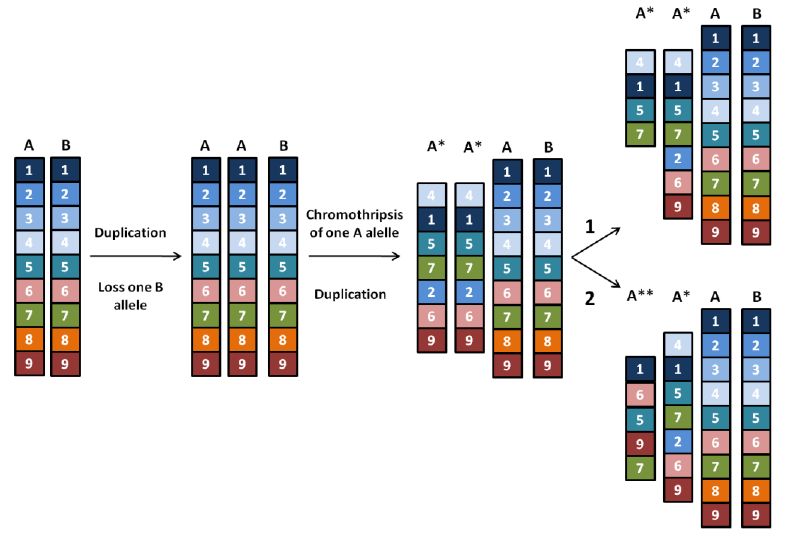 A B
1 1
2 2
3 3
4 4
5 5
6 6
7 7
8 8
9 9
Duplication
Loss one B
allele
A A B
1 1 1
2 2 2
3 3 3
4 4 4
5 5 5
6 6 6
7 7 7
8 8 8
9 9 9
Chromothripsis
of one A alelle
Duplication
A* A* A B
4 1 5 7 2 6 9
4 1 5 7 2 6 9
1 2 3 4 5 6 7 8 9
1 2 3 4 5 6 7 8 9
1
A* A* A B
4 1 5 7
4 1 5 7 2 6 9
1 2 3 4 5 6 7 8 9
1 2 3 4 5 6 7 8 9
2
A** A* A B
1 6 5 9 7
4 1 5 7 2 6 9
1 2 3 4 5 6 7 8 9
1 2 3 4 5 6 7 8 9